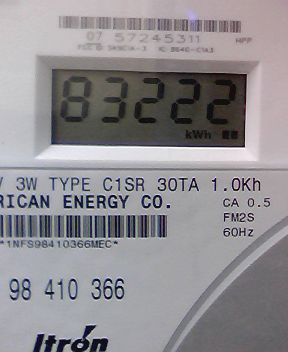 07 57245311
83222
kWh
V 3W TYPE C1SR 30TA 1.0Kh
RICAN ENERGY CO.
CA 0.5
FM2S
60Hz
*1NFS98410366MEC*
98 410 366
Itron